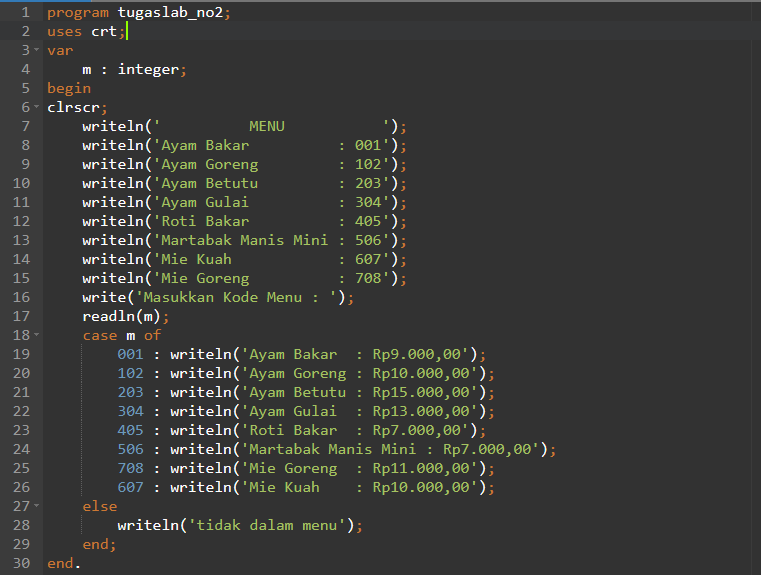 1 program tugaslab_no2;
2 uses crt;
3 var
4     m : integer;
5 begin
6 clrscr;
7     writeln('          MENU           ');
8     writeln('Ayam Bakar          : 001');
9     writeln('Ayam Goreng         : 102');
10     writeln('Ayam Betutu         : 203');
11     writeln('Ayam Gulai          : 304');
12     writeln('Roti Bakar          : 405');
13     writeln('Martabak Manis Mini : 506');
14     writeln('Mie Kuah            : 607');
15     writeln('Mie Goreng          : 708');
16     write('Masukkan Kode Menu : ');
17     readln(m);
18     case m of
19         001 : writeln('Ayam Bakar  : Rp9.000,00');
20         102 : writeln('Ayam Goreng : Rp10.000,00');
21         203 : writeln('Ayam Betutu : Rp15.000,00');
22         304 : writeln('Ayam Gulai  : Rp13.000,00');
23         405 : writeln('Roti Bakar  : Rp7.000,00');
24         506 : writeln('Martabak Manis Mini : Rp7.000,00');
25         708 : writeln('Mie Goreng  : Rp11.000,00');
26         607 : writeln('Mie Kuah    : Rp10.000,00');
27     else
28         writeln('tidak dalam menu');
29     end;
30 end.